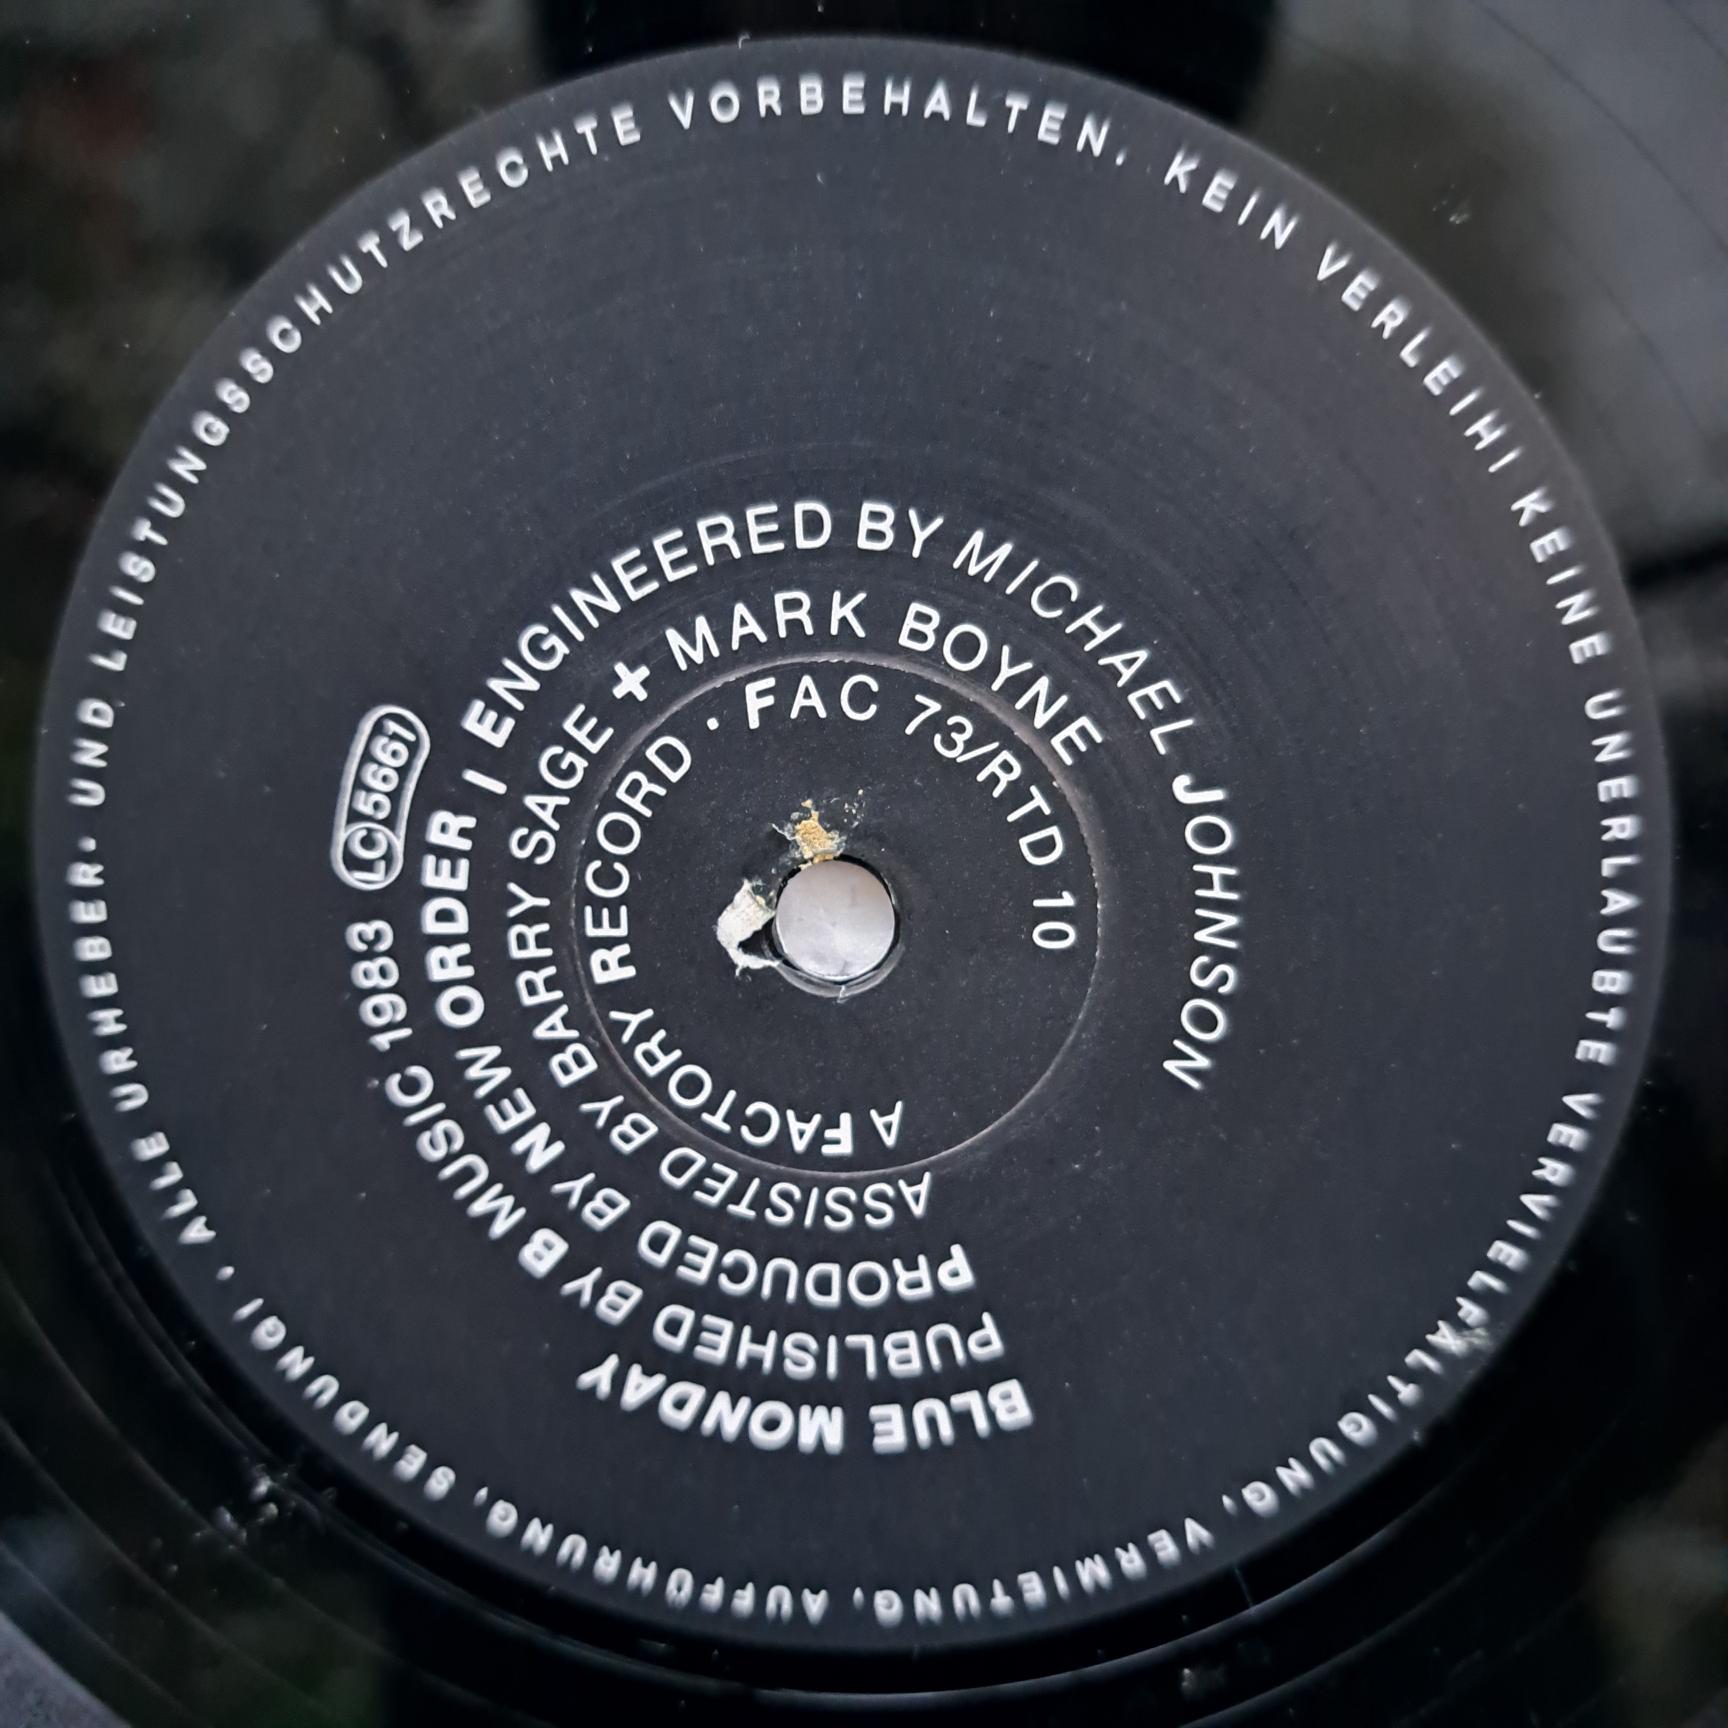 BLUE MONDAY
PUBLISHED BY B MUSIC 1983 LC 5661
PRODUCED BY NEW ORDER / ENGINEERED BY MICHAEL JOHNSON
ASSISTED BY BARRY SAGE + MARK BOYNE
A FACTORY RECORD · FAC 73/RTD 10
ALLE URHEBER- UND LEISTUNGSSCHUTZRECHTE VORBEHALTEN. KEIN VERLEIH! KEINE UNERLAUBTE VERVIELFÄLTIGUNG, VERMIETUNG, AUFFÜHRUNG, SENDUNG! .